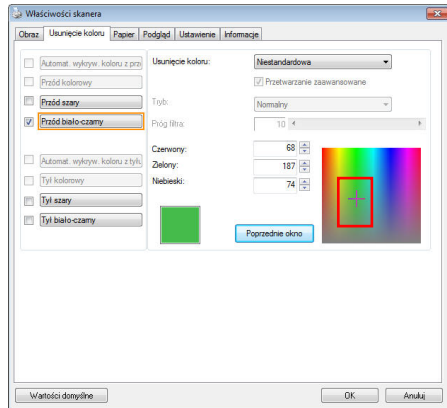 Właściwości skanera
Obraz Usunięcie koloru Papier Podgląd Ustawienie Informacje
Automat. wykryw. koloru z prze
Przód kolorowy
Przód szary
Przód biało-czarny
Automat. wykryw. koloru z tyłu
Tył kolorowy
Tył szary
Tył biało-czarny
Usunięcie koloru: Niestandardowa
Przetwarzanie zaawansowane
Tryb: Normalny
Próg filtra: 10
Czerwony: 68
Zielony: 187
Niebieski: 74
Poprzednie okno
Wartości domyślne OK Anuluj